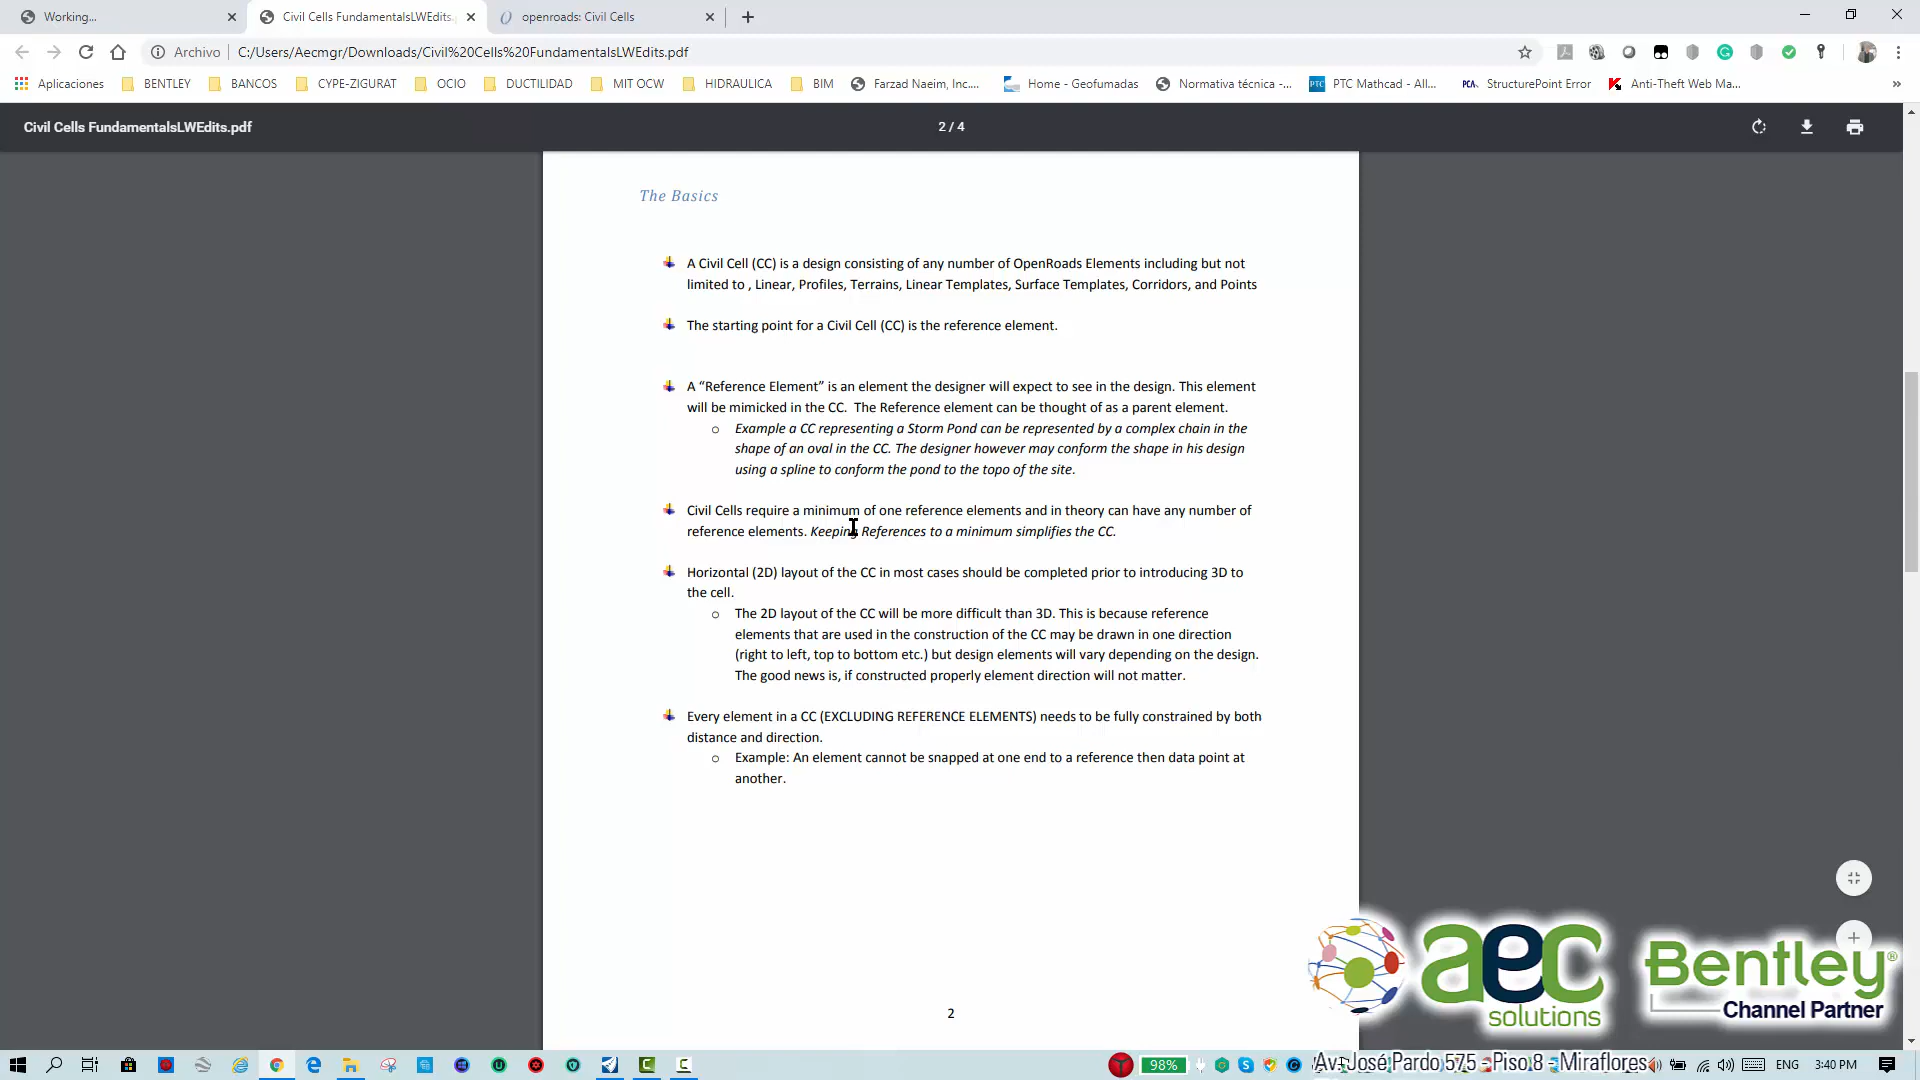 Working...
Civil Cells FundamentalsLWEdits.
openroads: Civil Cells
Archivo
C:/Users/Aecmgr/Downloads/Civil%20Cells%20FundamentalsLWEdits.pdf
Aplicaciones BENTLEY BANCOS CYPE-ZIGURAT OCIO DUCTILIDAD MIT OCW HIDRAULICA BIM Farzad Naeim, Inc.... Home - Geofumadas Normativa técnica -... PTC PTC Mathcad - All... PCA StructurePoint Error Anti-Theft Web Ma...
Civil Cells FundamentalsLWEdits.pdf
2 / 4
The Basics
A Civil Cell (CC) is a design consisting of any number of OpenRoads Elements including but not
limited to , Linear, Profiles, Terrains, Linear Templates, Surface Templates, Corridors, and Points
The starting point for a Civil Cell (CC) is the reference element.
A “Reference Element” is an element the designer will expect to see in the design. This element
will be mimicked in the CC.  The Reference element can be thought of as a parent element.
Example a CC representing a Storm Pond can be represented by a complex chain in the
shape of an oval in the CC. The designer however may conform the shape in his design
using a spline to conform the pond to the topo of the site.
Civil Cells require a minimum of one reference elements and in theory can have any number of
reference elements. Keeping References to a minimum simplifies the CC.
Horizontal (2D) layout of the CC in most cases should be completed prior to introducing 3D to
the cell.
The 2D layout of the CC will be more difficult than 3D. This is because reference
elements that are used in the construction of the CC may be drawn in one direction
(right to left, top to bottom etc.) but design elements will vary depending on the design.
The good news is, if constructed properly element direction will not matter.
Every element in a CC (EXCLUDING REFERENCE ELEMENTS) needs to be fully constrained by both
distance and direction.
Example: An element cannot be snapped at one end to a reference then data point at
another.
2
aec
solutions
Bentley®
Channel Partner
Av. José Pardo 575 - Piso 8 - Miraflores
98%
ENG
3:40 PM